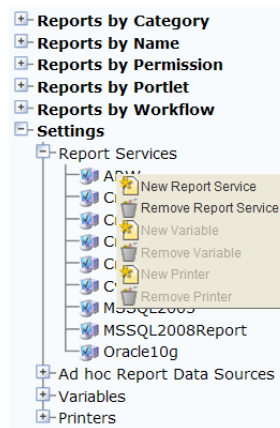 Reports by Category
Reports by Name
Reports by Permission
Reports by Portlet
Reports by Workflow
Settings
Report Services
New Report Service
Remove Report Service
New Variable
Remove Variable
New Printer
Remove Printer
MSSQL2005
MSSQL2008Report
Oracle10g
Ad hoc Report Data Sources
Variables
Printers